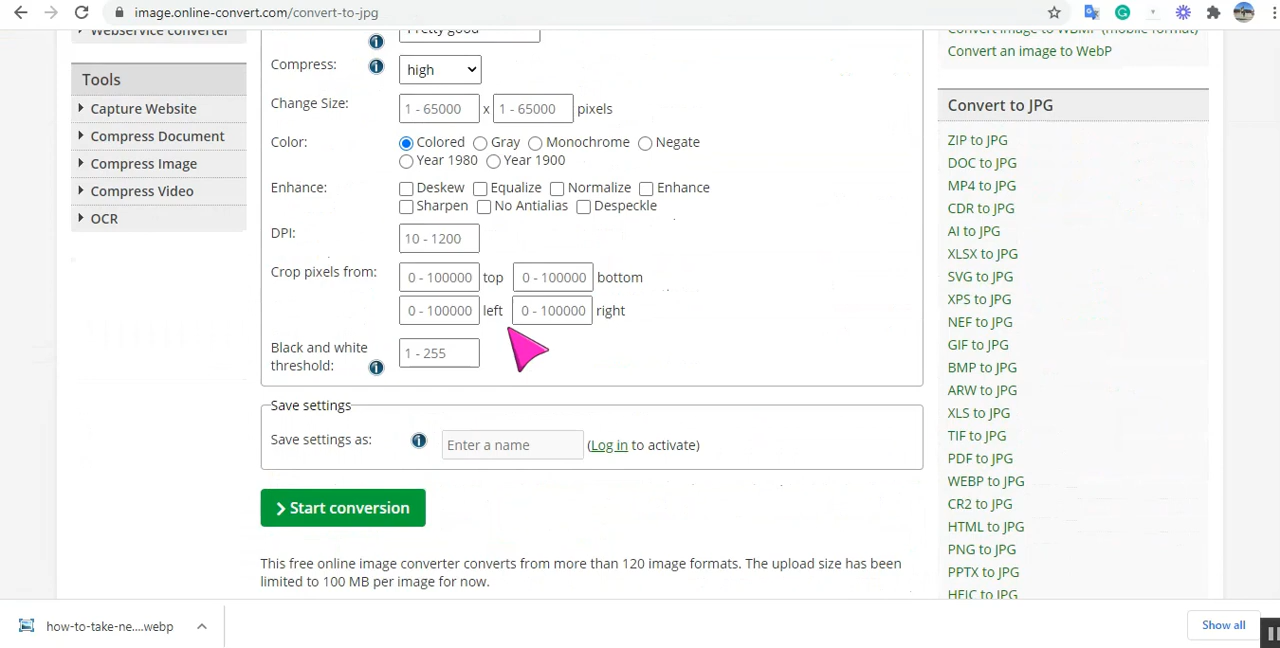 image.online-convert.com/convert-to-jpg
Webservice converter
Tools
Capture Website
Compress Document
Compress Image
Compress Video
OCR
Pretty good
Compress: high
Change Size: 1 - 65000 x 1 - 65000 pixels
Color: Colored Gray Monochrome Negate
Year 1980 Year 1900
Enhance: Deskew Equalize Normalize Enhance
Sharpen No Antialias Despeckle
DPI: 10 - 1200
Crop pixels from: 0 - 100000 top 0 - 100000 bottom
0 - 100000 left 0 - 100000 right
Black and white
threshold: 1 - 255
Save settings
Save settings as: Enter a name (Log in to activate)
Start conversion
This free online image converter converts from more than 120 image formats. The upload size has been
limited to 100 MB per image for now.
Convert image to WBMP (mobile format)
Convert an image to WebP
Convert to JPG
ZIP to JPG
DOC to JPG
MP4 to JPG
CDR to JPG
AI to JPG
XLSX to JPG
SVG to JPG
XPS to JPG
NEF to JPG
GIF to JPG
BMP to JPG
ARW to JPG
XLS to JPG
TIF to JPG
PDF to JPG
WEBP to JPG
CR2 to JPG
HTML to JPG
PNG to JPG
PPTX to JPG
HEIC to JPG
how-to-take-ne....webp
Show all